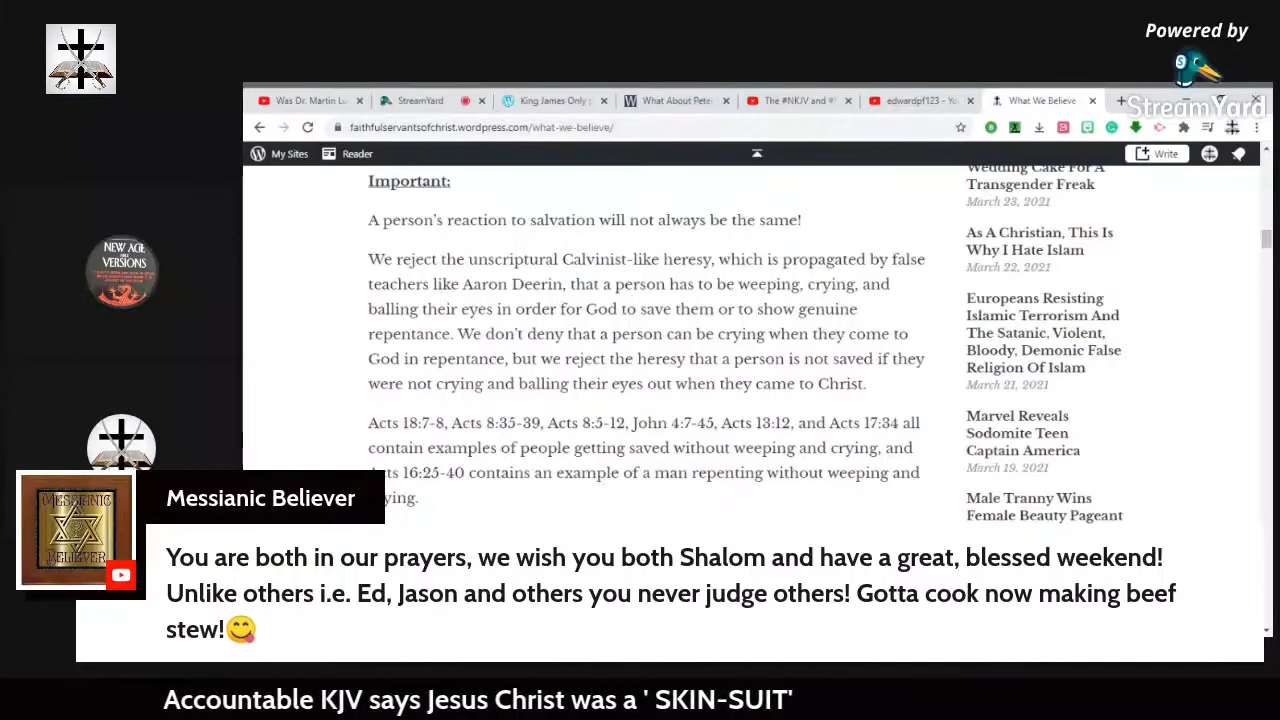 Powered by
StreamYard
Was Dr. Martin Lu
StreamYard
King James Only
What About Pete
The #NKJV and #
edwardpf123 - Yo
What We Believe
faithfulservantsofchrist.wordpress.com/what-we-believe/
My Sites
Reader
Write
Important:
A person's reaction to salvation will not always be the same!
We reject the unscriptural Calvinist-like heresy, which is propagated by false
teachers like Aaron Deerin, that a person has to be weeping, crying, and
balling their eyes in order for God to save them or to show genuine
repentance. We don't deny that a person can be crying when they come to
God in repentance, but we reject the heresy that a person is not saved if they
were not crying and balling their eyes out when they came to Christ.
Acts 18:7-8, Acts 8:35-39, Acts 8:5-12, John 4:7-45, Acts 13:12, and Acts 17:34 all
contain examples of people getting saved without weeping and crying, and
Acts 16:25-40 contains an example of a man repenting without weeping and
ying.
Wedding Cake For A
Transgender Freak
March 23, 2021
As A Christian, This Is
Why I Hate Islam
March 22, 2021
Europeans Resisting
Islamic Terrorism And
The Satanic, Violent,
Bloody, Demonic False
Religion Of Islam
March 21, 2021
Marvel Reveals
Sodomite Teen
Captain America
March 19, 2021
Male Tranny Wins
Female Beauty Pageant
NEW AGE
VERSIONS
MESSIANIC
BELIEVER
Messianic Believer
You are both in our prayers, we wish you both Shalom and have a great, blessed weekend!
Unlike others i.e. Ed, Jason and others you never judge others! Gotta cook now making beef
stew!😋
Accountable KJV says Jesus Christ was a ' SKIN-SUIT'